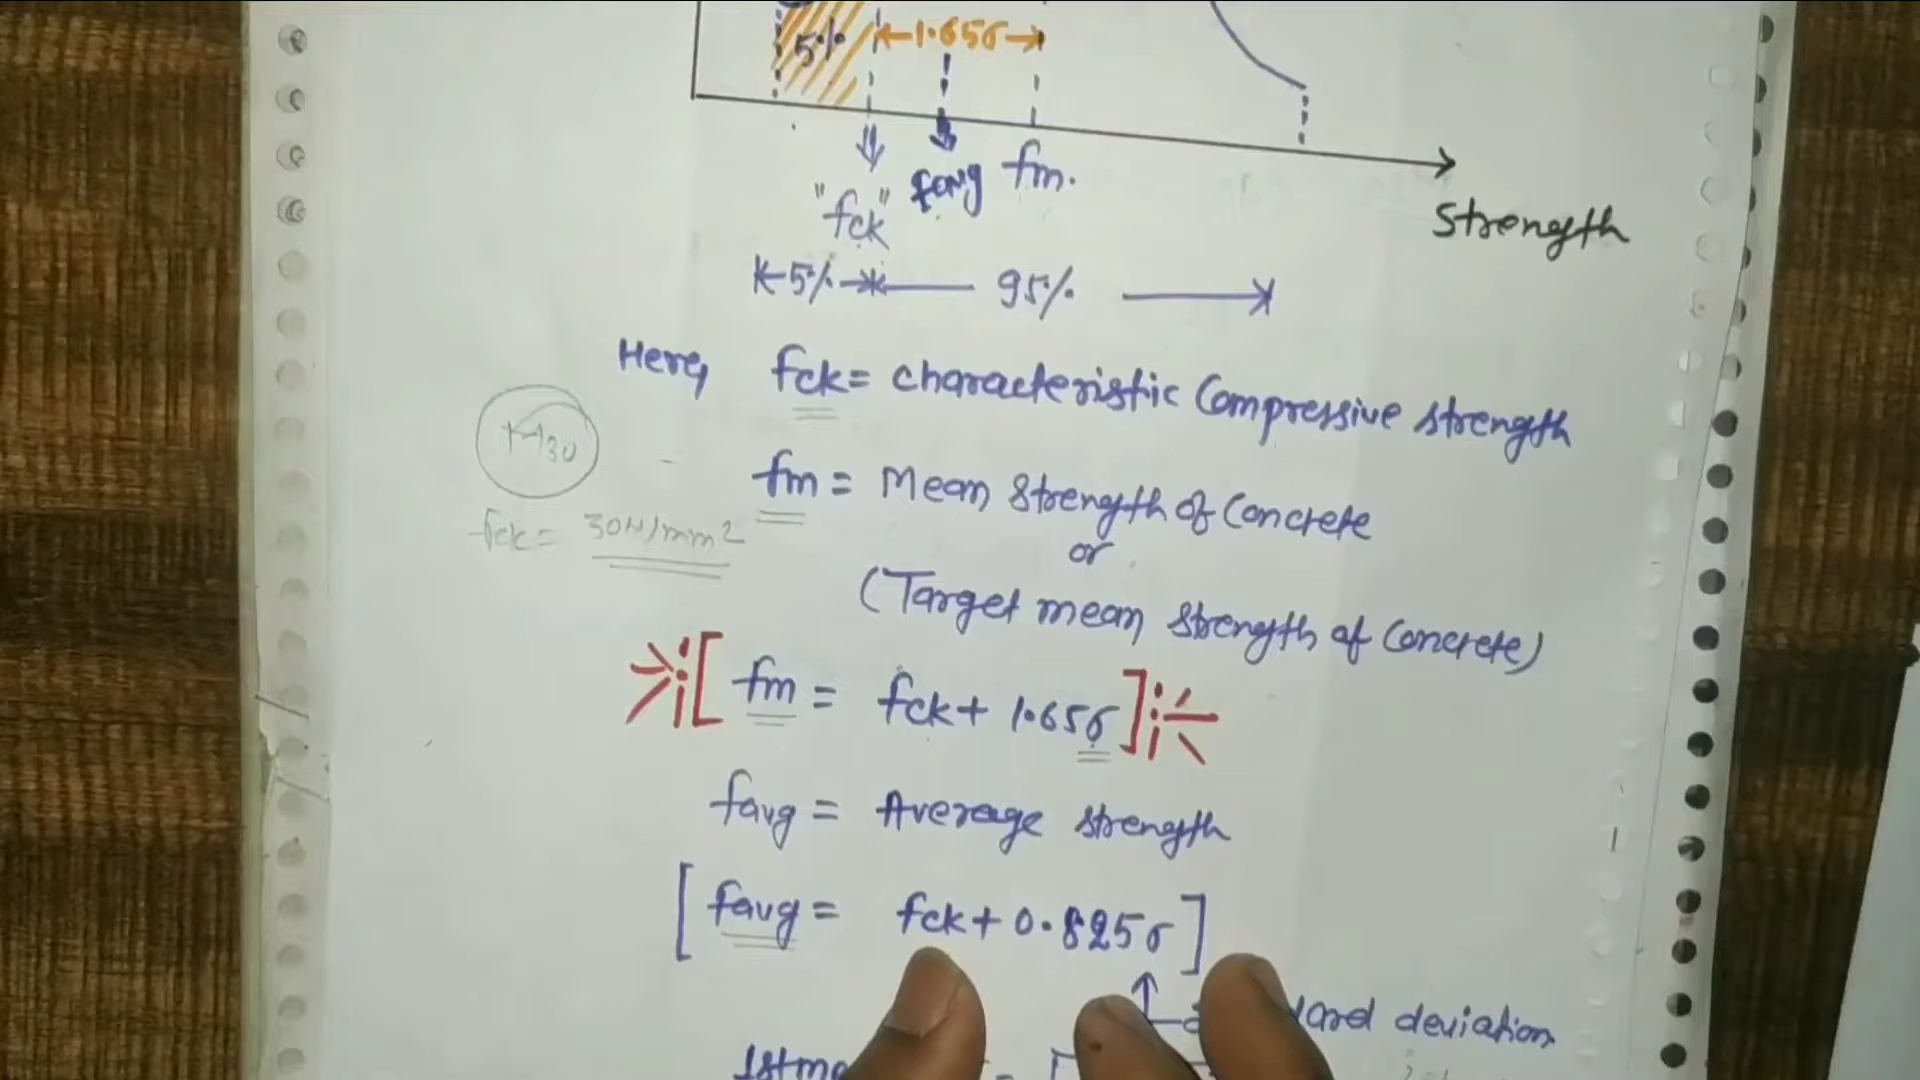 5% 1.65σ
"fck" favg fm.
Strength
5% 95%
Here, fck = characteristic Compressive strength
M30
fm = Mean Strength of Concrete
fck = 30N/mm2
or
(Target mean strength of Concrete)
[fm = fck + 1.65σ]
favg = Average strength
[favg = fck + 0.825σ]
deviation